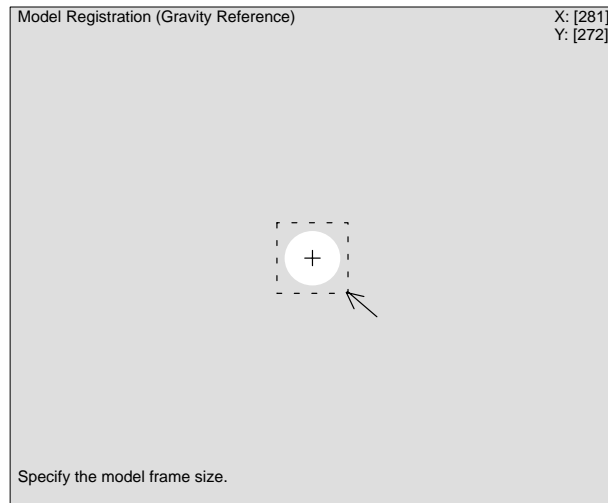 Model Registration (Gravity Reference)
X: [281]
Y: [272]
Specify the model frame size.